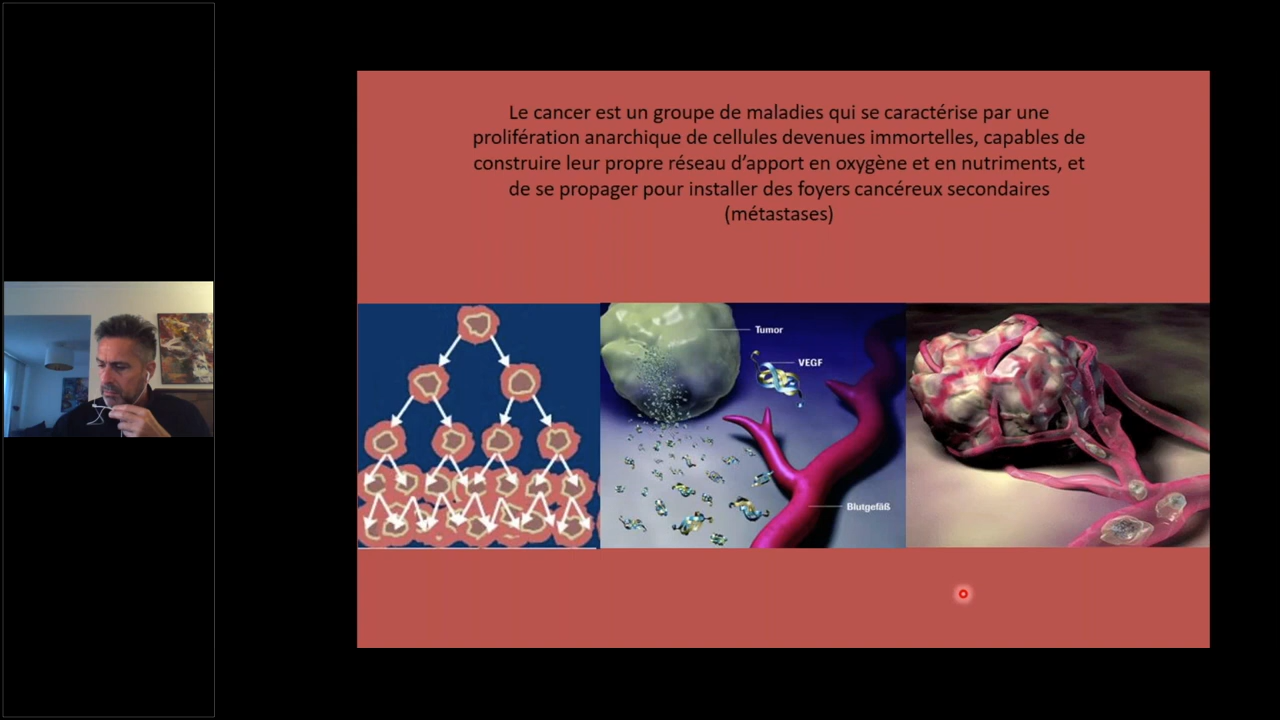 Le cancer est un groupe de maladies qui se caractérise par une
prolifération anarchique de cellules devenues immortelles, capables de
construire leur propre réseau d’apport en oxygène et en nutriments, et
de se propager pour installer des foyers cancéreux secondaires
(métastases)
Tumor
VEGF
Blutgefäß